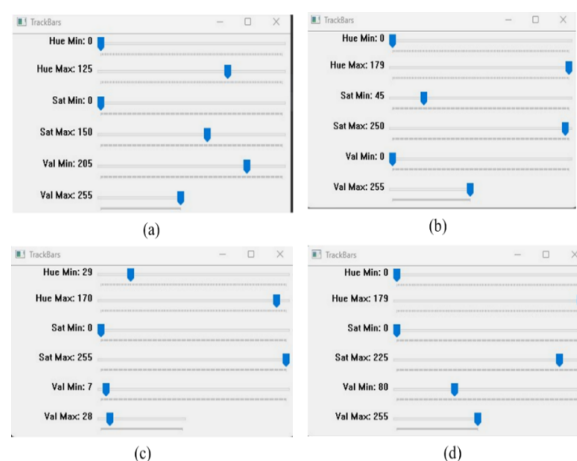 TrackBars
Hue Min: 0
Hue Max: 125
Sat Min: 0
Sat Max: 150
Val Min: 205
Val Max: 255
(a)
TrackBars
Hue Min: 0
Hue Max: 179
Sat Min: 45
Sat Max: 250
Val Min: 0
Val Max: 255
(b)
TrackBars
Hue Min: 29
Hue Max: 170
Sat Min: 0
Sat Max: 255
Val Min: 7
Val Max: 28
(c)
TrackBars
Hue Min: 0
Hue Max: 179
Sat Min: 0
Sat Max: 225
Val Min: 80
Val Max: 255
(d)